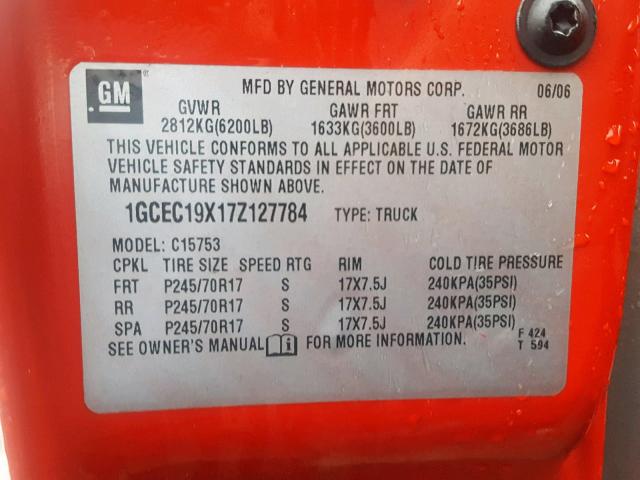 GM ®
MFD BY GENERAL MOTORS CORP. 06/06
GVWR GAWR FRT GAWR RR
2812KG(6200LB) 1633KG(3600LB) 1672KG(3686LB)
THIS VEHICLE CONFORMS TO ALL APPLICABLE U.S. FEDERAL MOTOR
VEHICLE SAFETY STANDARDS IN EFFECT ON THE DATE OF
MANUFACTURE SHOWN ABOVE.
1GCEC19X17Z127784 TYPE: TRUCK
MODEL: C15753
CPKL TIRE SIZE SPEED RTG RIM COLD TIRE PRESSURE
FRT P245/70R17 S 17X7.5J 240KPA(35PSI)
RR P245/70R17 S 17X7.5J 240KPA(35PSI)
SPA P245/70R17 S 17X7.5J 240KPA(35PSI)
SEE OWNER'S MANUAL i FOR MORE INFORMATION.
F 424
T 594